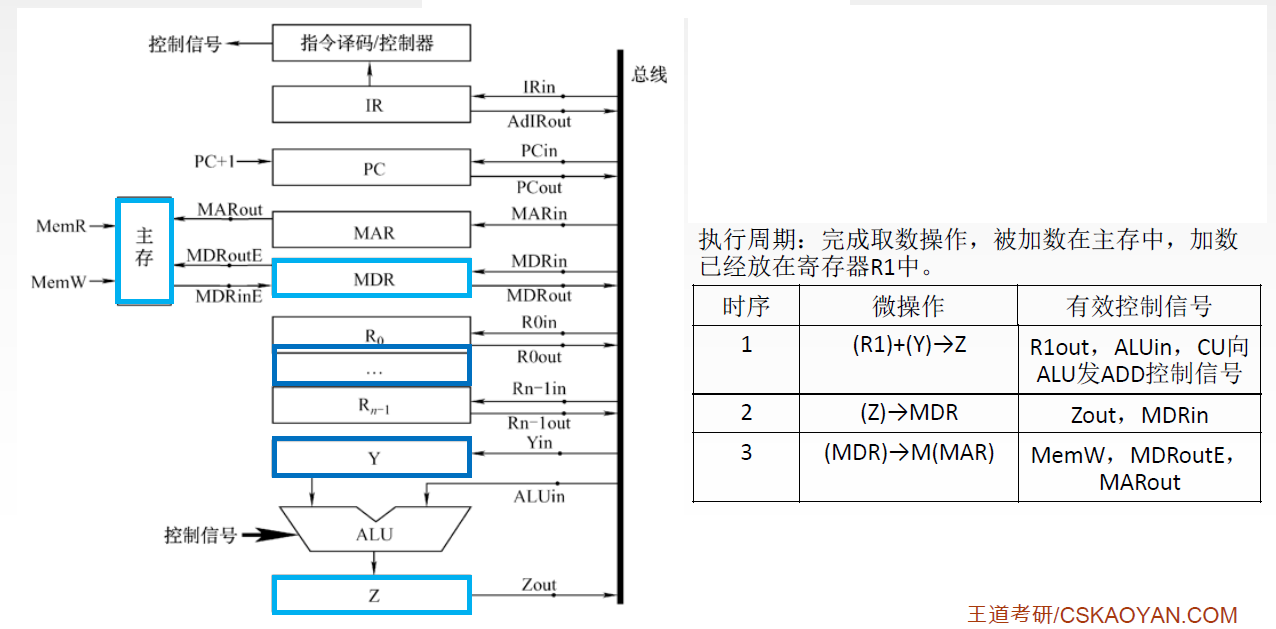 控制信号
指令译码/控制器
总线
IRin
IR
AdIRout
PC+1
PC
PCin
PCout
MARout
MARin
MemR
主存
MAR
MDRoutE
MDRin
MemW
MDR
MDRinE
MDRout
R0in
R0
R0out
…
Rn-1in
Rn-1
Rn-1out
Yin
Y
ALUin
控制信号
ALU
Zout
Z
执行周期：完成取数操作，被加数在主存中，加数
已经放在寄存器R1中。
时序 微操作 有效控制信号
1 (R1)+(Y)→Z R1out，ALUin，CU向
ALU发ADD控制信号
2 (Z)→MDR Zout，MDRin
3 (MDR)→M(MAR) MemW，MDRoutE，
MARout
王道考研/CSKAOYAN.COM